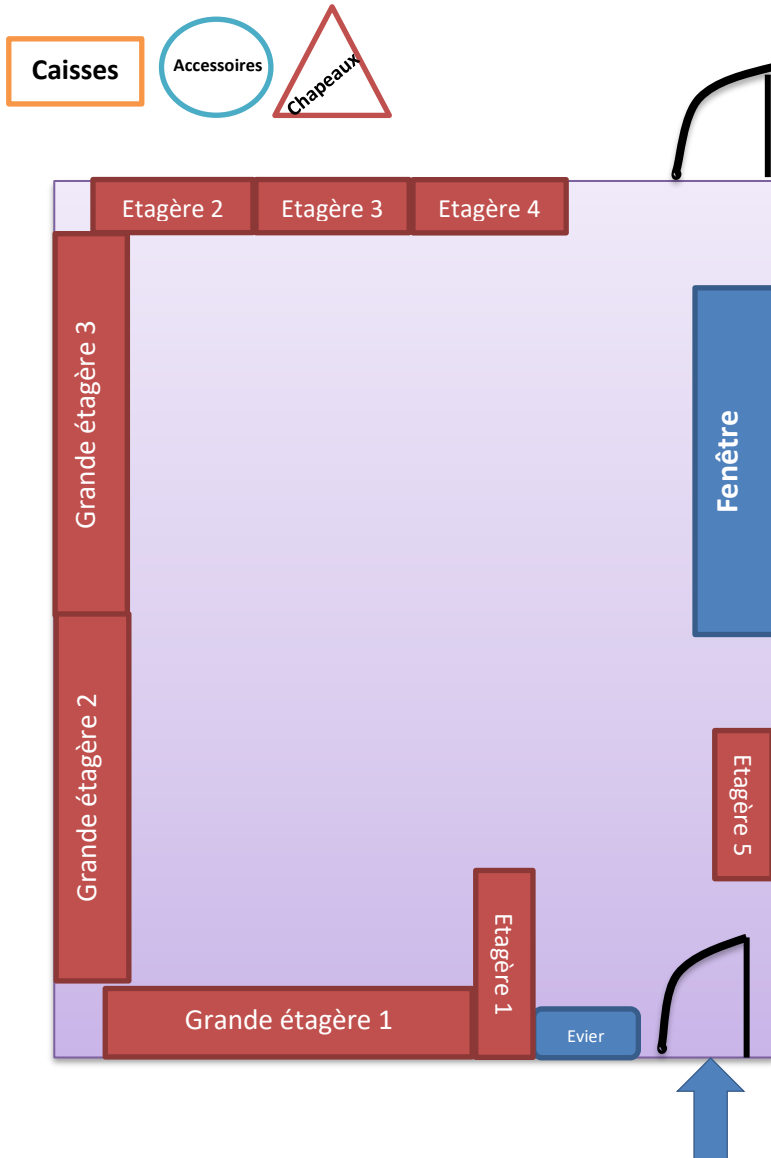 Caisses
Accessoires
Chapeaux
Etagère 2
Etagère 3
Etagère 4
Grande étagère 3
Fenêtre
Grande étagère 2
Etagère 5
Etagère 1
Grande étagère 1
Evier